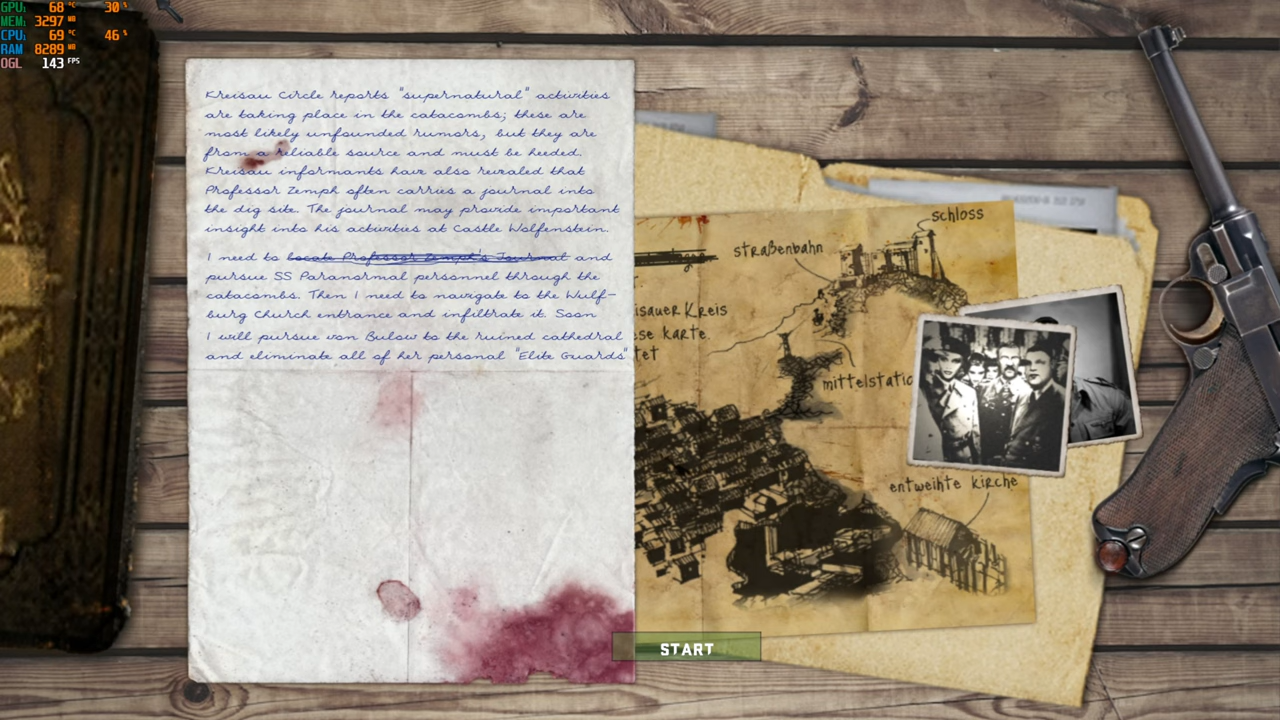 GPU: 68 °C 30 %
MEM: 3297 MB
CPU: 69 °C 46 %
RAM 8289 MB
OGL 143 FPS
Kreisau Circle reports "supernatural" activities
are taking place in the catacombs; these are
most likely unfounded rumors, but they are
from a reliable source and must be heeded.
Kreisau informants have also revealed that
Professor Zemph often carries a journal into
the dig site. The journal may provide important
insight into his activities at Castle Wolfenstein.
I need to locate Professor Zemph's Journal and
pursue SS Paranormal personnel through the
catacombs. Then I need to navigate to the Wulf-
burg Church entrance and infiltrate it. Soon
I will pursue von Bulow to the ruined cathedral
and eliminate all of her personal "Elite Guards"
schloss
straßenbahn
isauer Kreis
ese karte
tet
mittelstatio
entweihte kirche
START